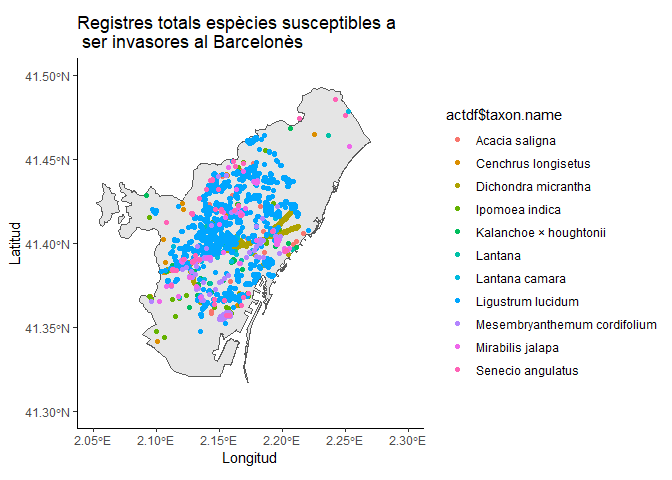 Registres totals espècies susceptibles a
ser invasores al Barcelonès
41.50°N
41.45°N
41.40°N
41.35°N
41.30°N
Latitud
2.05°E 2.10°E 2.15°E 2.20°E 2.25°E 2.30°E
Longitud
actdf$taxon.name
Acacia saligna
Cenchrus longisetus
Dichondra micrantha
Ipomoea indica
Kalanchoe × houghtonii
Lantana
Lantana camara
Ligustrum lucidum
Mesembryanthemum cordifolium
Mirabilis jalapa
Senecio angulatus